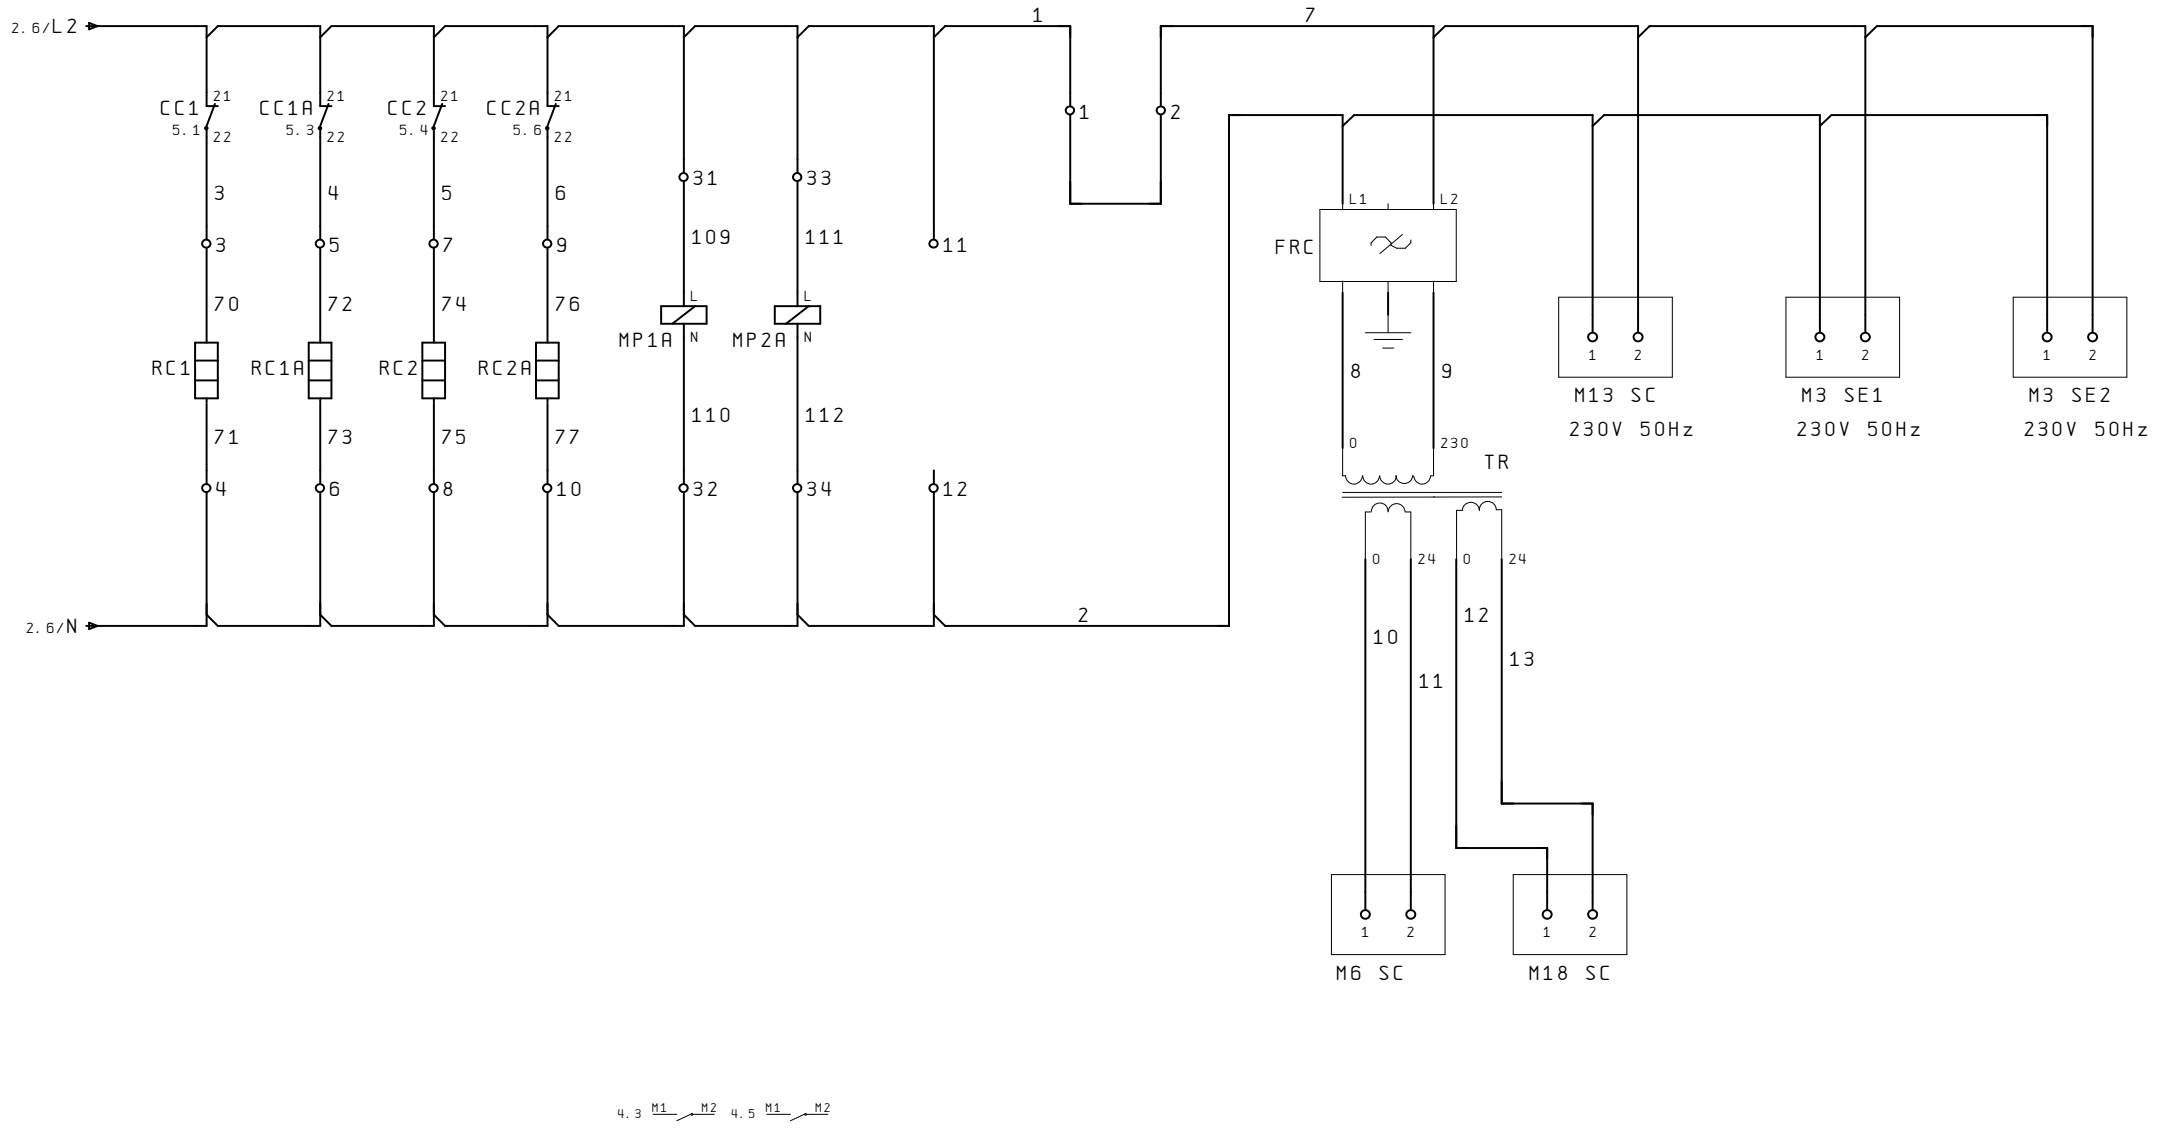 2.6/L2 1 7
CC1 21 CC1A 21 CC2 21 CC2A 21
5.1 22 5.3 22 5.4 22 5.6 22
1 2
31 33
3 4 5 6
L1 L2
109 111
3 5 7 9 11
FRC
70 72 74 76
L L
MP1A N MP2A N
1 2 1 2 1 2
RC1 RC1A RC2 RC2A
8 9
M13 SC M3 SE1 M3 SE2
110 112
230V 50Hz 230V 50Hz 230V 50Hz
71 73 75 77
0 230
TR
4 6 8 10 32 34 12
0 24 0 24
2.6/N 2
12
10
13
11
1 2 1 2
M6 SC M18 SC
4.3 M1 M2 4.5 M1 M2